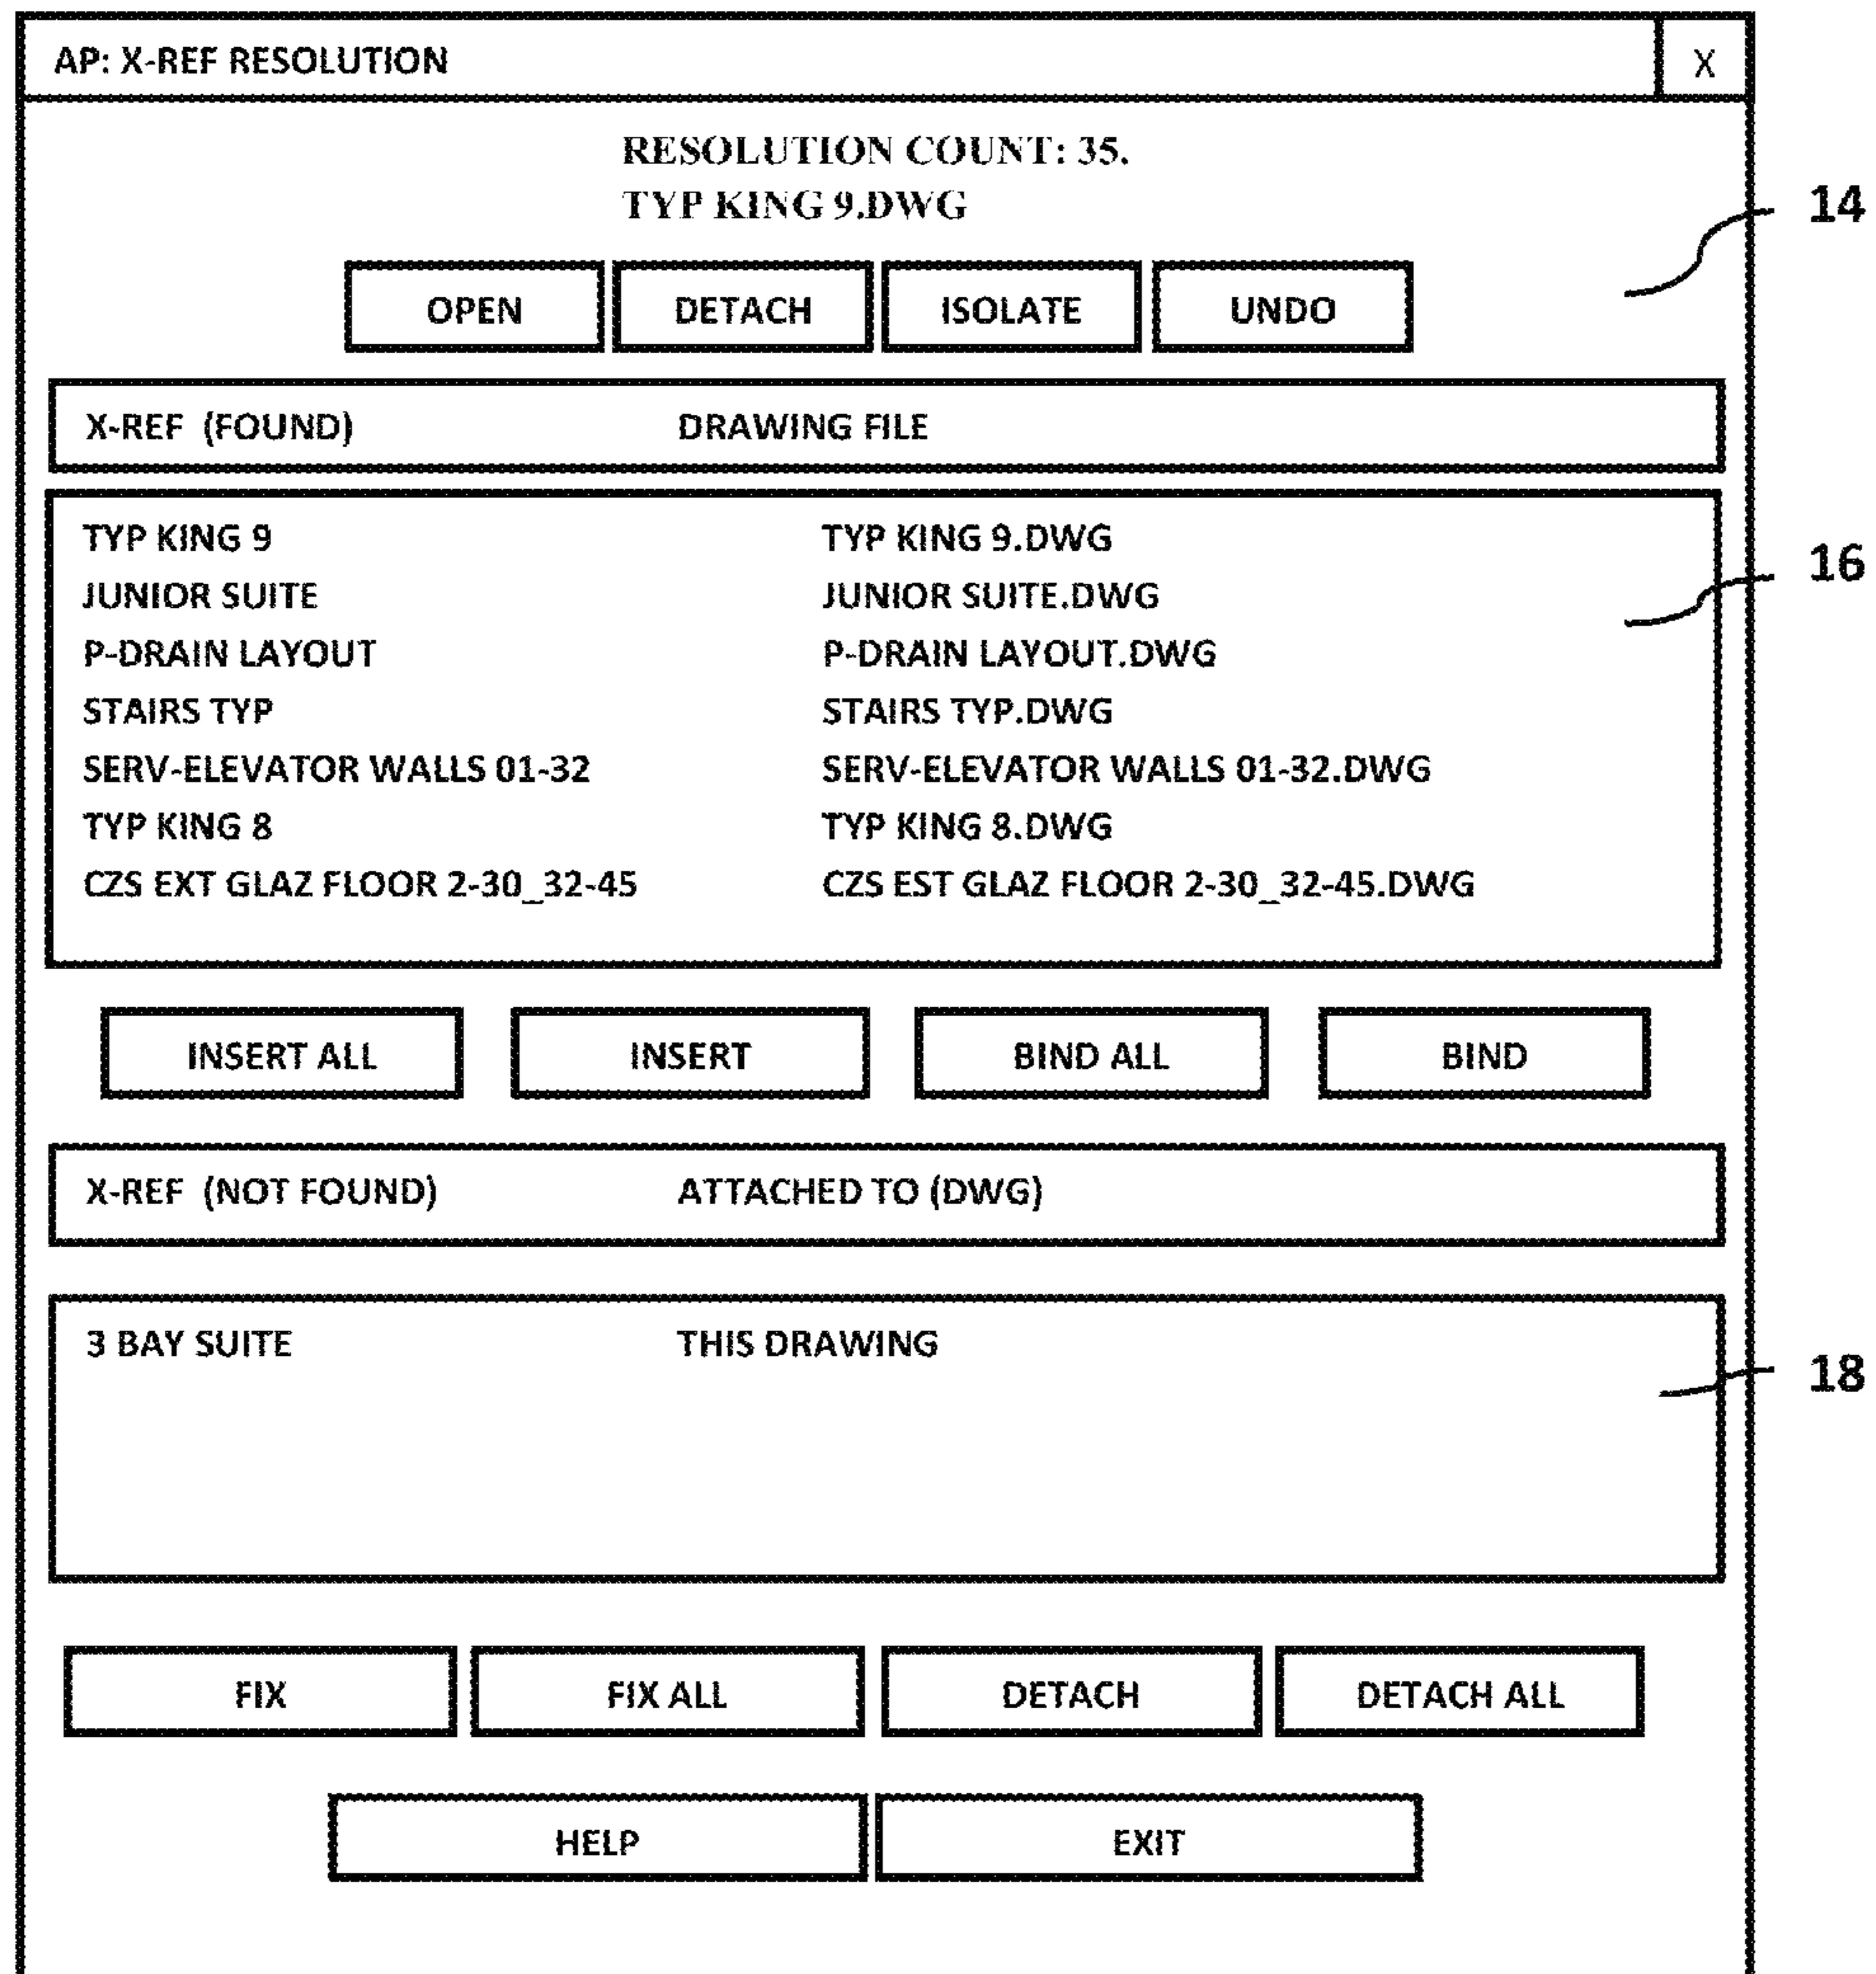 AP: X-REF RESOLUTION X
RESOLUTION COUNT: 35.
TYP KING 9.DWG
14
OPEN DETACH ISOLATE UNDO
X-REF (FOUND) DRAWING FILE
TYP KING 9 TYP KING 9.DWG
16
JUNIOR SUITE JUNIOR SUITE.DWG
P-DRAIN LAYOUT P-DRAIN LAYOUT.DWG
STAIRS TYP STAIRS TYP.DWG
SERV-ELEVATOR WALLS 01-32 SERV-ELEVATOR WALLS 01-32.DWG
TYP KING 8 TYP KING 8.DWG
CZS EXT GLAZ FLOOR 2-30_32-45 CZS EST GLAZ FLOOR 2-30_32-45.DWG
INSERT ALL INSERT BIND ALL BIND
X-REF (NOT FOUND) ATTACHED TO (DWG)
3 BAY SUITE THIS DRAWING
18
FIX FIX ALL DETACH DETACH ALL
HELP EXIT